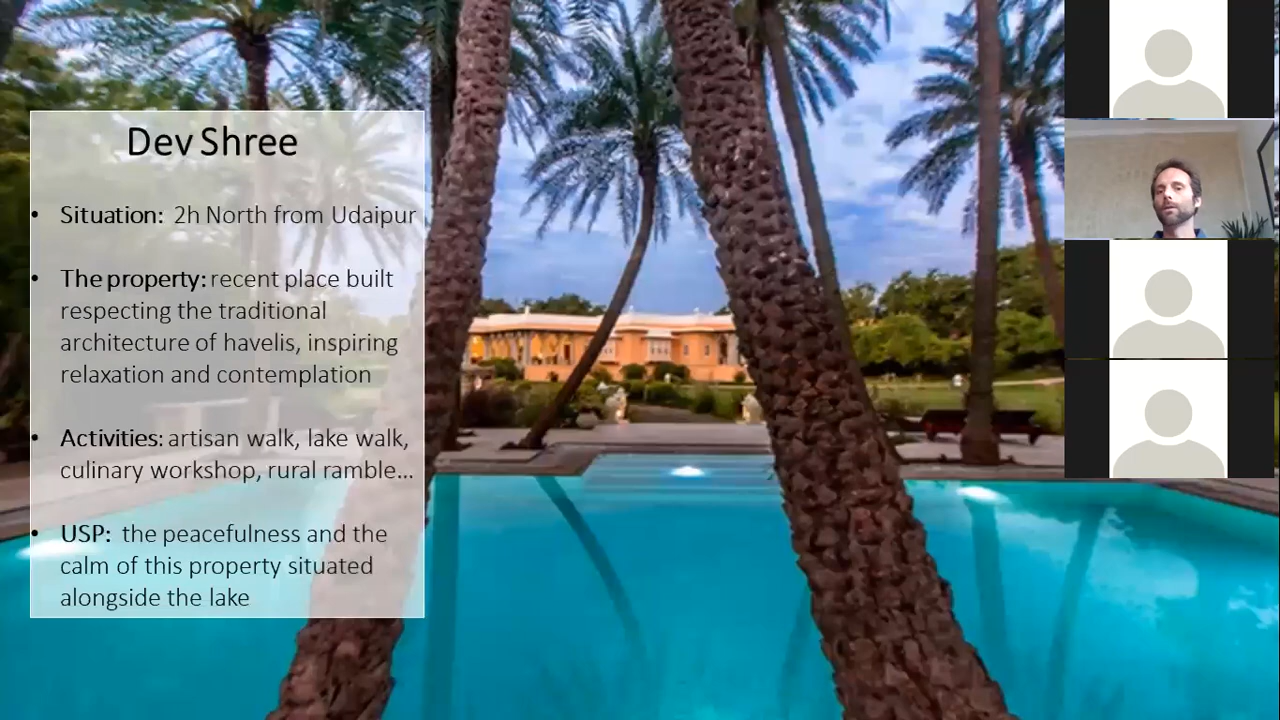 Dev Shree
• Situation: 2h North from Udaipur
• The property: recent place built
respecting the traditional
architecture of havelis, inspiring
relaxation and contemplation
• Activities: artisan walk, lake walk,
culinary workshop, rural ramble…
• USP: the peacefulness and the
calm of this property situated
alongside the lake